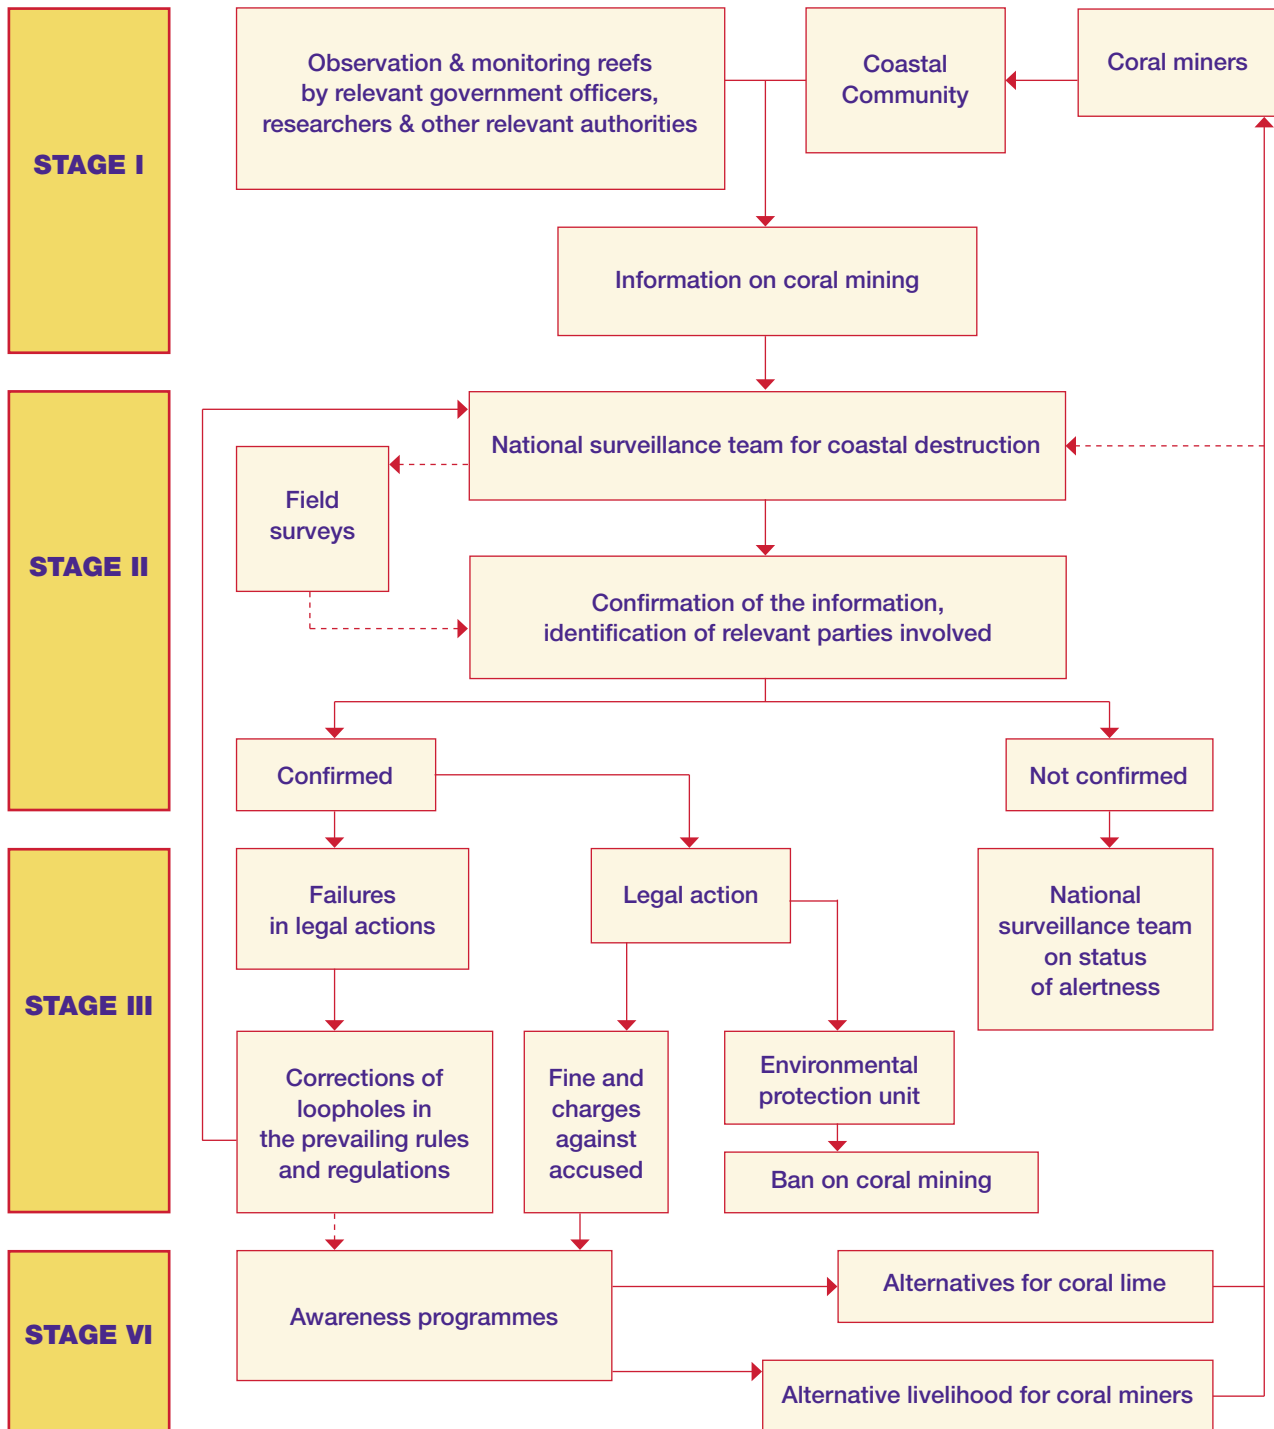 STAGE I
Observation & monitoring reefs
by relevant government officers,
researchers & other relevant authorities
Coastal
Community
Coral miners
Information on coral mining
STAGE II
National surveillance team for coastal destruction
Field
surveys
Confirmation of the information,
identification of relevant parties involved
Confirmed
Not confirmed
STAGE III
Failures
in legal actions
Legal action
National
surveillance team
on status
of alertness
Corrections of
loopholes in
the prevailing rules
and regulations
Fine and
charges
against
accused
Environmental
protection unit
Ban on coral mining
STAGE VI
Awareness programmes
Alternatives for coral lime
Alternative livelihood for coral miners